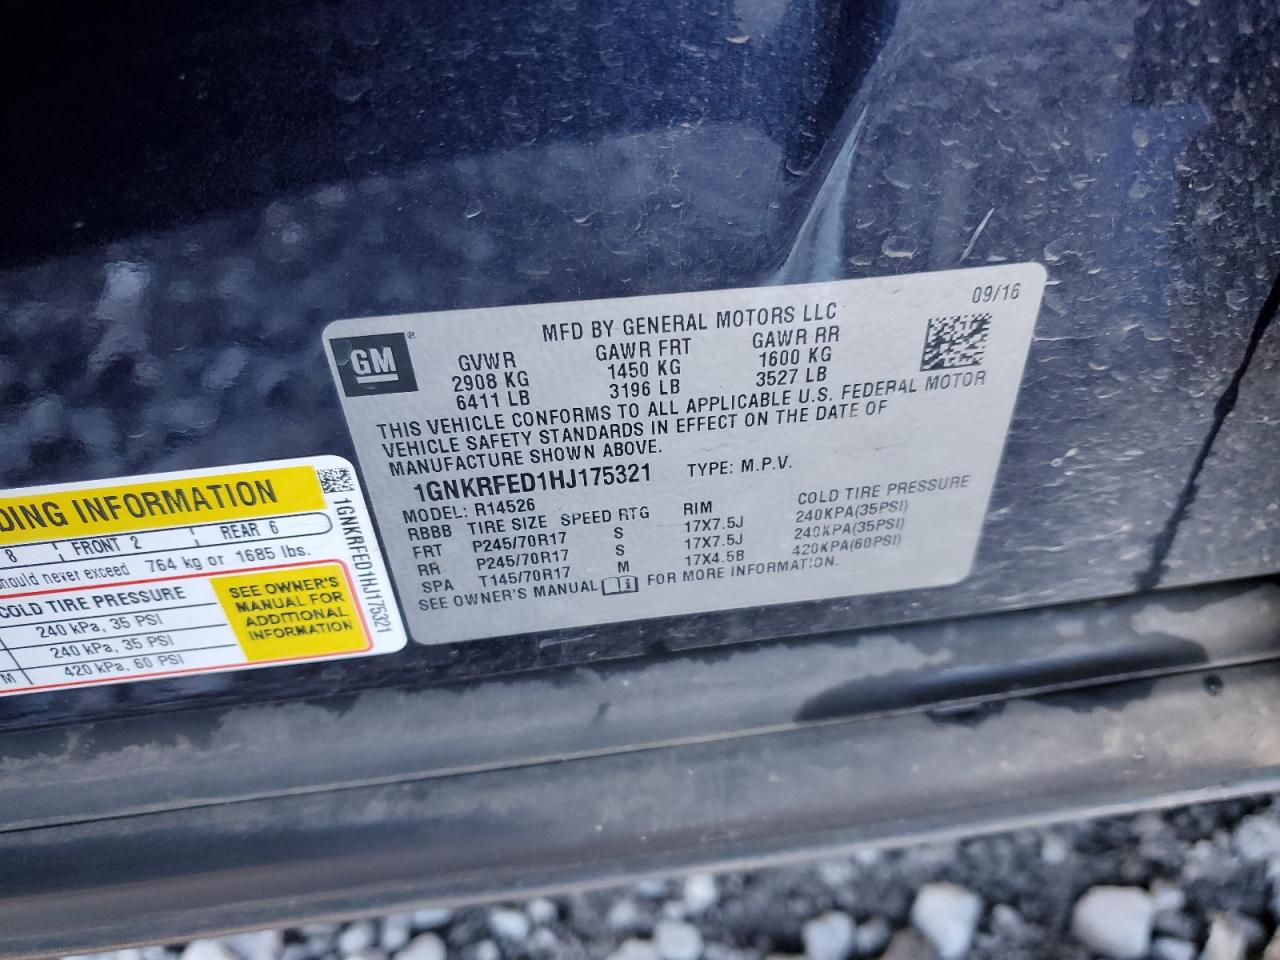 09/16
GM®
MFD BY GENERAL MOTORS LLC
GVWR GAWR FRT GAWR RR
2908 KG 1450 KG 1600 KG
6411 LB 3196 LB 3527 LB
THIS VEHICLE CONFORMS TO ALL APPLICABLE U.S. FEDERAL MOTOR
VEHICLE SAFETY STANDARDS IN EFFECT ON THE DATE OF
MANUFACTURE SHOWN ABOVE.
1GNKRFED1HJ175321 TYPE: M.P.V.
MODEL: R14526
RBBB TIRE SIZE SPEED RTG RIM COLD TIRE PRESSURE
FRT P245/70R17 S 17X7.5J 240KPA(35PSI)
RR P245/70R17 S 17X7.5J 240KPA(35PSI)
SPA T145/70R17 M 17X4.5B 420KPA(60PSI)
SEE OWNER'S MANUAL FOR MORE INFORMATION.
DING INFORMATION
8 FRONT 2 REAR 6
hould never exceed 764 kg or 1685 lbs.
COLD TIRE PRESSURE
240 kPa, 35 PSI
240 kPa, 35 PSI
M 420 kPa, 60 PSI
SEE OWNER'S
MANUAL FOR
ADDITIONAL
INFORMATION
1GNKRFED1HJ175321